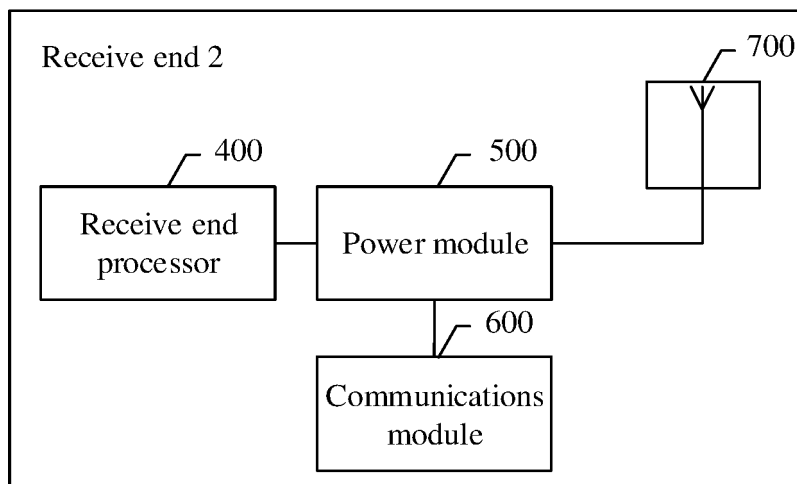 Receive end 2
700
400
500
Receive end
processor
Power module
600
Communications
module